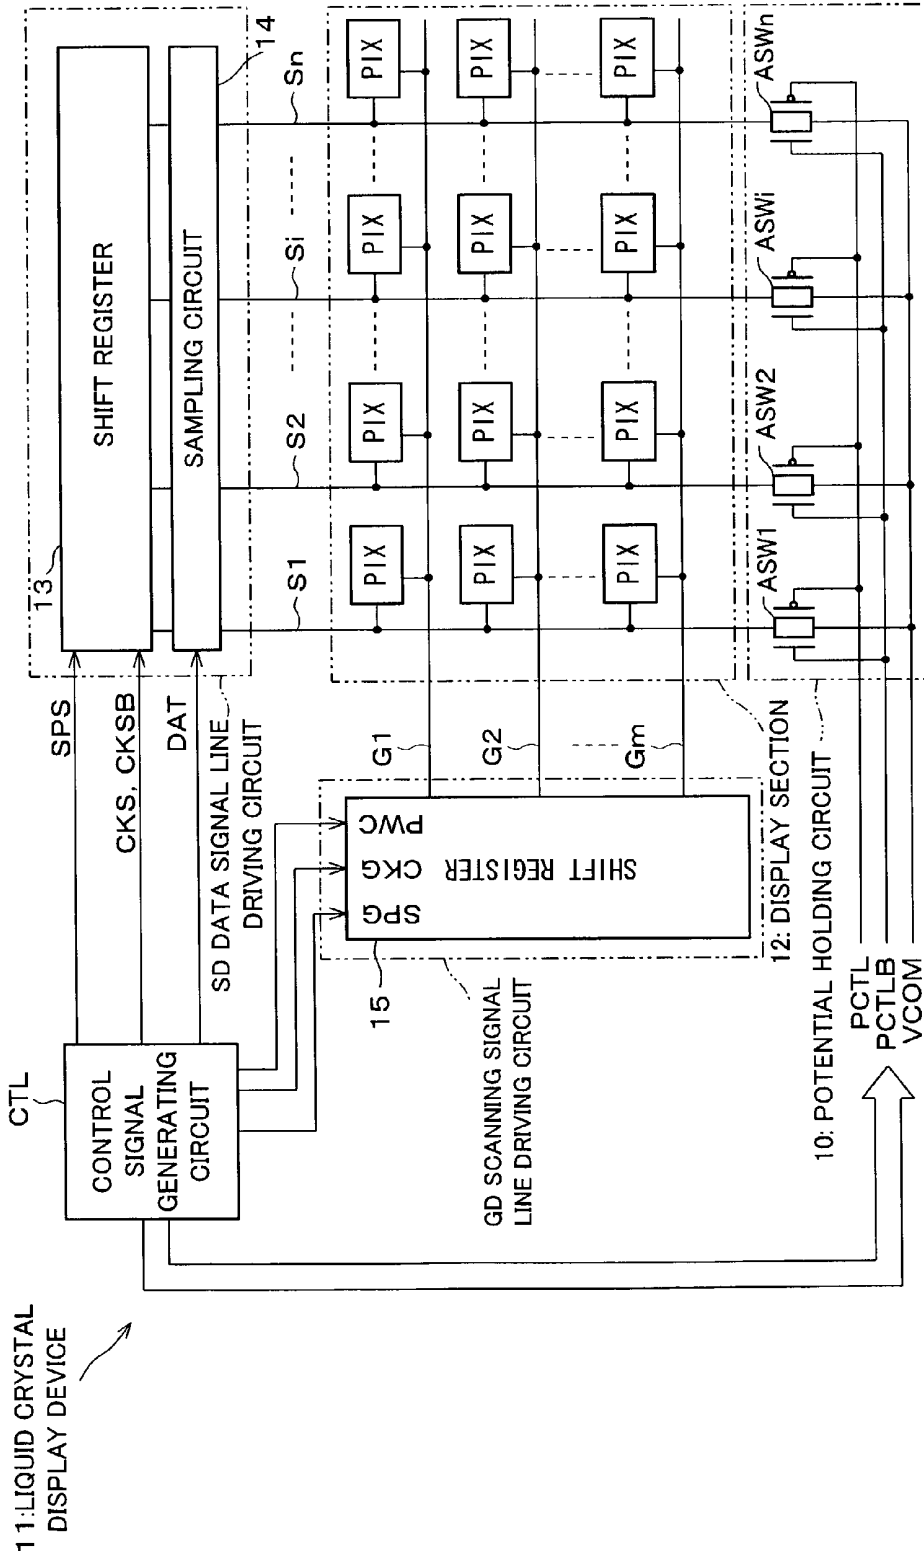 11:LIQUID CRYSTAL
DISPLAY DEVICE
CTL
CONTROL
SIGNAL
GENERATING
CIRCUIT
SPS
CKS, CKSB
DAT
SD DATA SIGNAL LINE
DRIVING CIRCUIT
13
SHIFT REGISTER
14
SAMPLING CIRCUIT
S1
S2
Si
Sn
GD SCANNING SIGNAL
LINE DRIVING CIRCUIT
15
SPG
CKG
PWC
SHIFT REGISTER
G1
G2
Gm
PIX
PIX
PIX
PIX
PIX
PIX
PIX
PIX
PIX
PIX
PIX
PIX
12: DISPLAY SECTION
10: POTENTIAL HOLDING CIRCUIT
ASW1
ASW2
ASWi
ASWn
PCTL
PCTLB
VCOM